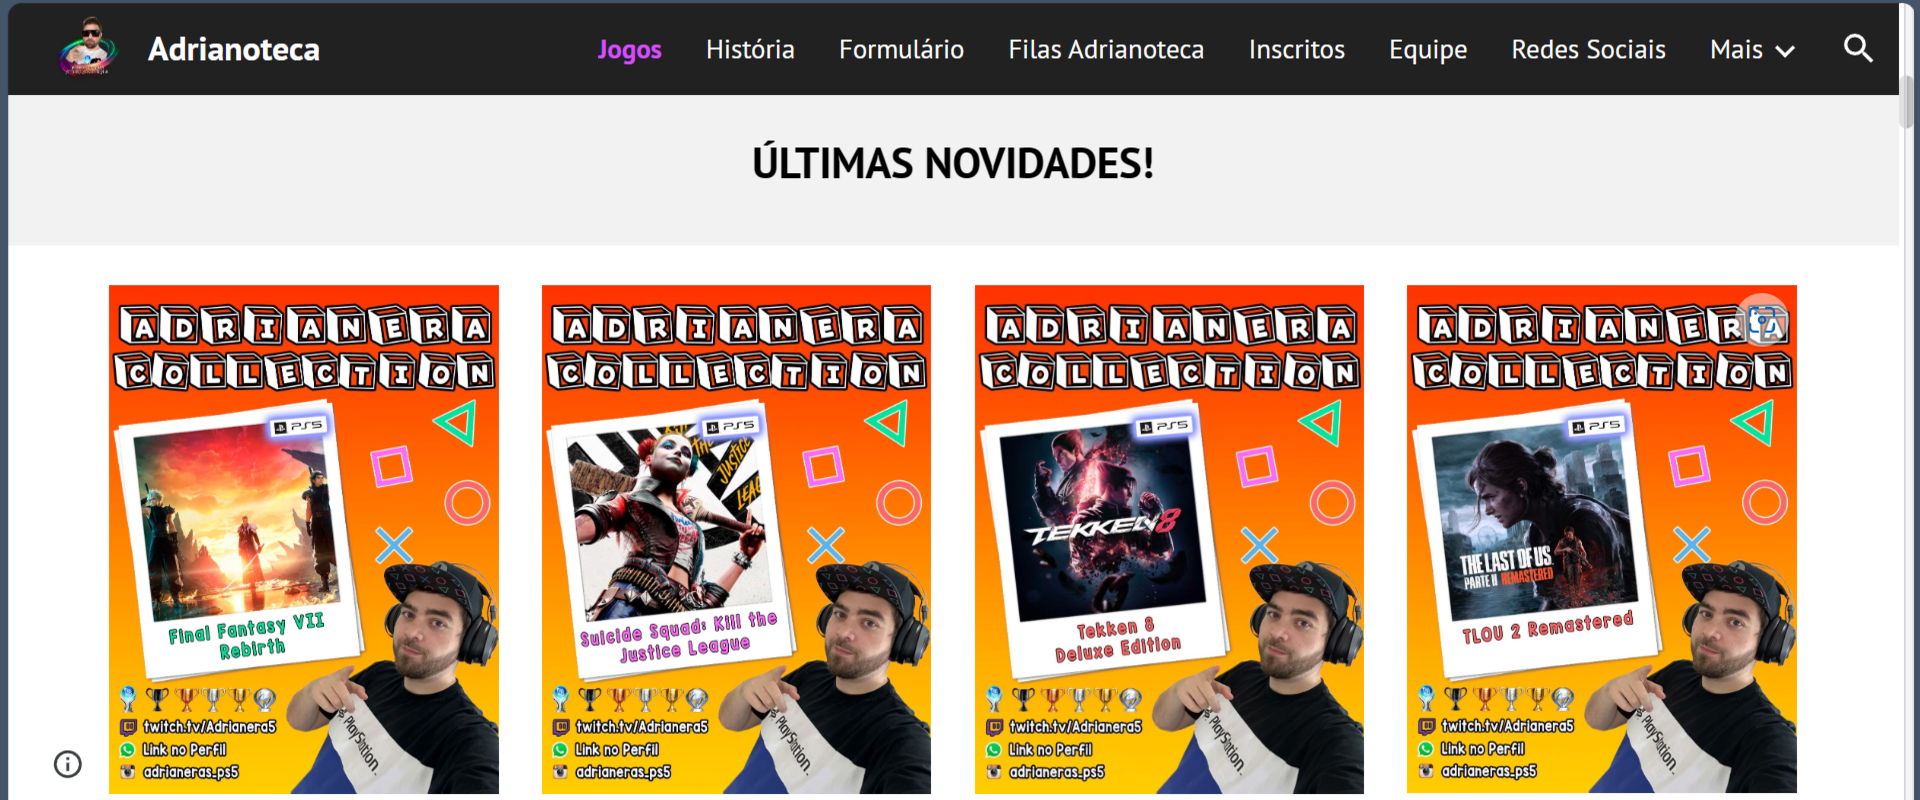 Adrianoteca
Jogos
História
Formulário
Filas Adrianoteca
Inscritos
Equipe
Redes Sociais
Mais
ÚLTIMAS NOVIDADES!
ADRIANERA
COLLECTION
PS5
Final Fantasy VII
Rebirth
twitch.tv/Adrianera5
Link no Perfil
adrianeras_ps5
PlayStation.
ADRIANERA
COLLECTION
PS5
KILL
THE
JUSTICE
Suicide Squad: Kill the
Justice League
twitch.tv/Adrianera5
Link no Perfil
adrianeras_ps5
PlayStation.
ADRIANERA
COLLECTION
PS5
TEKKEN 8
Tekken 8
Deluxe Edition
twitch.tv/Adrianera5
Link no Perfil
adrianeras_ps5
PlayStation.
ADRIANERA
COLLECTION
PS5
THE LAST OF US
PARTE II REMASTERED
TLOU 2 Remastered
twitch.tv/Adrianera5
Link no Perfil
adrianeras_ps5
PlayStation.